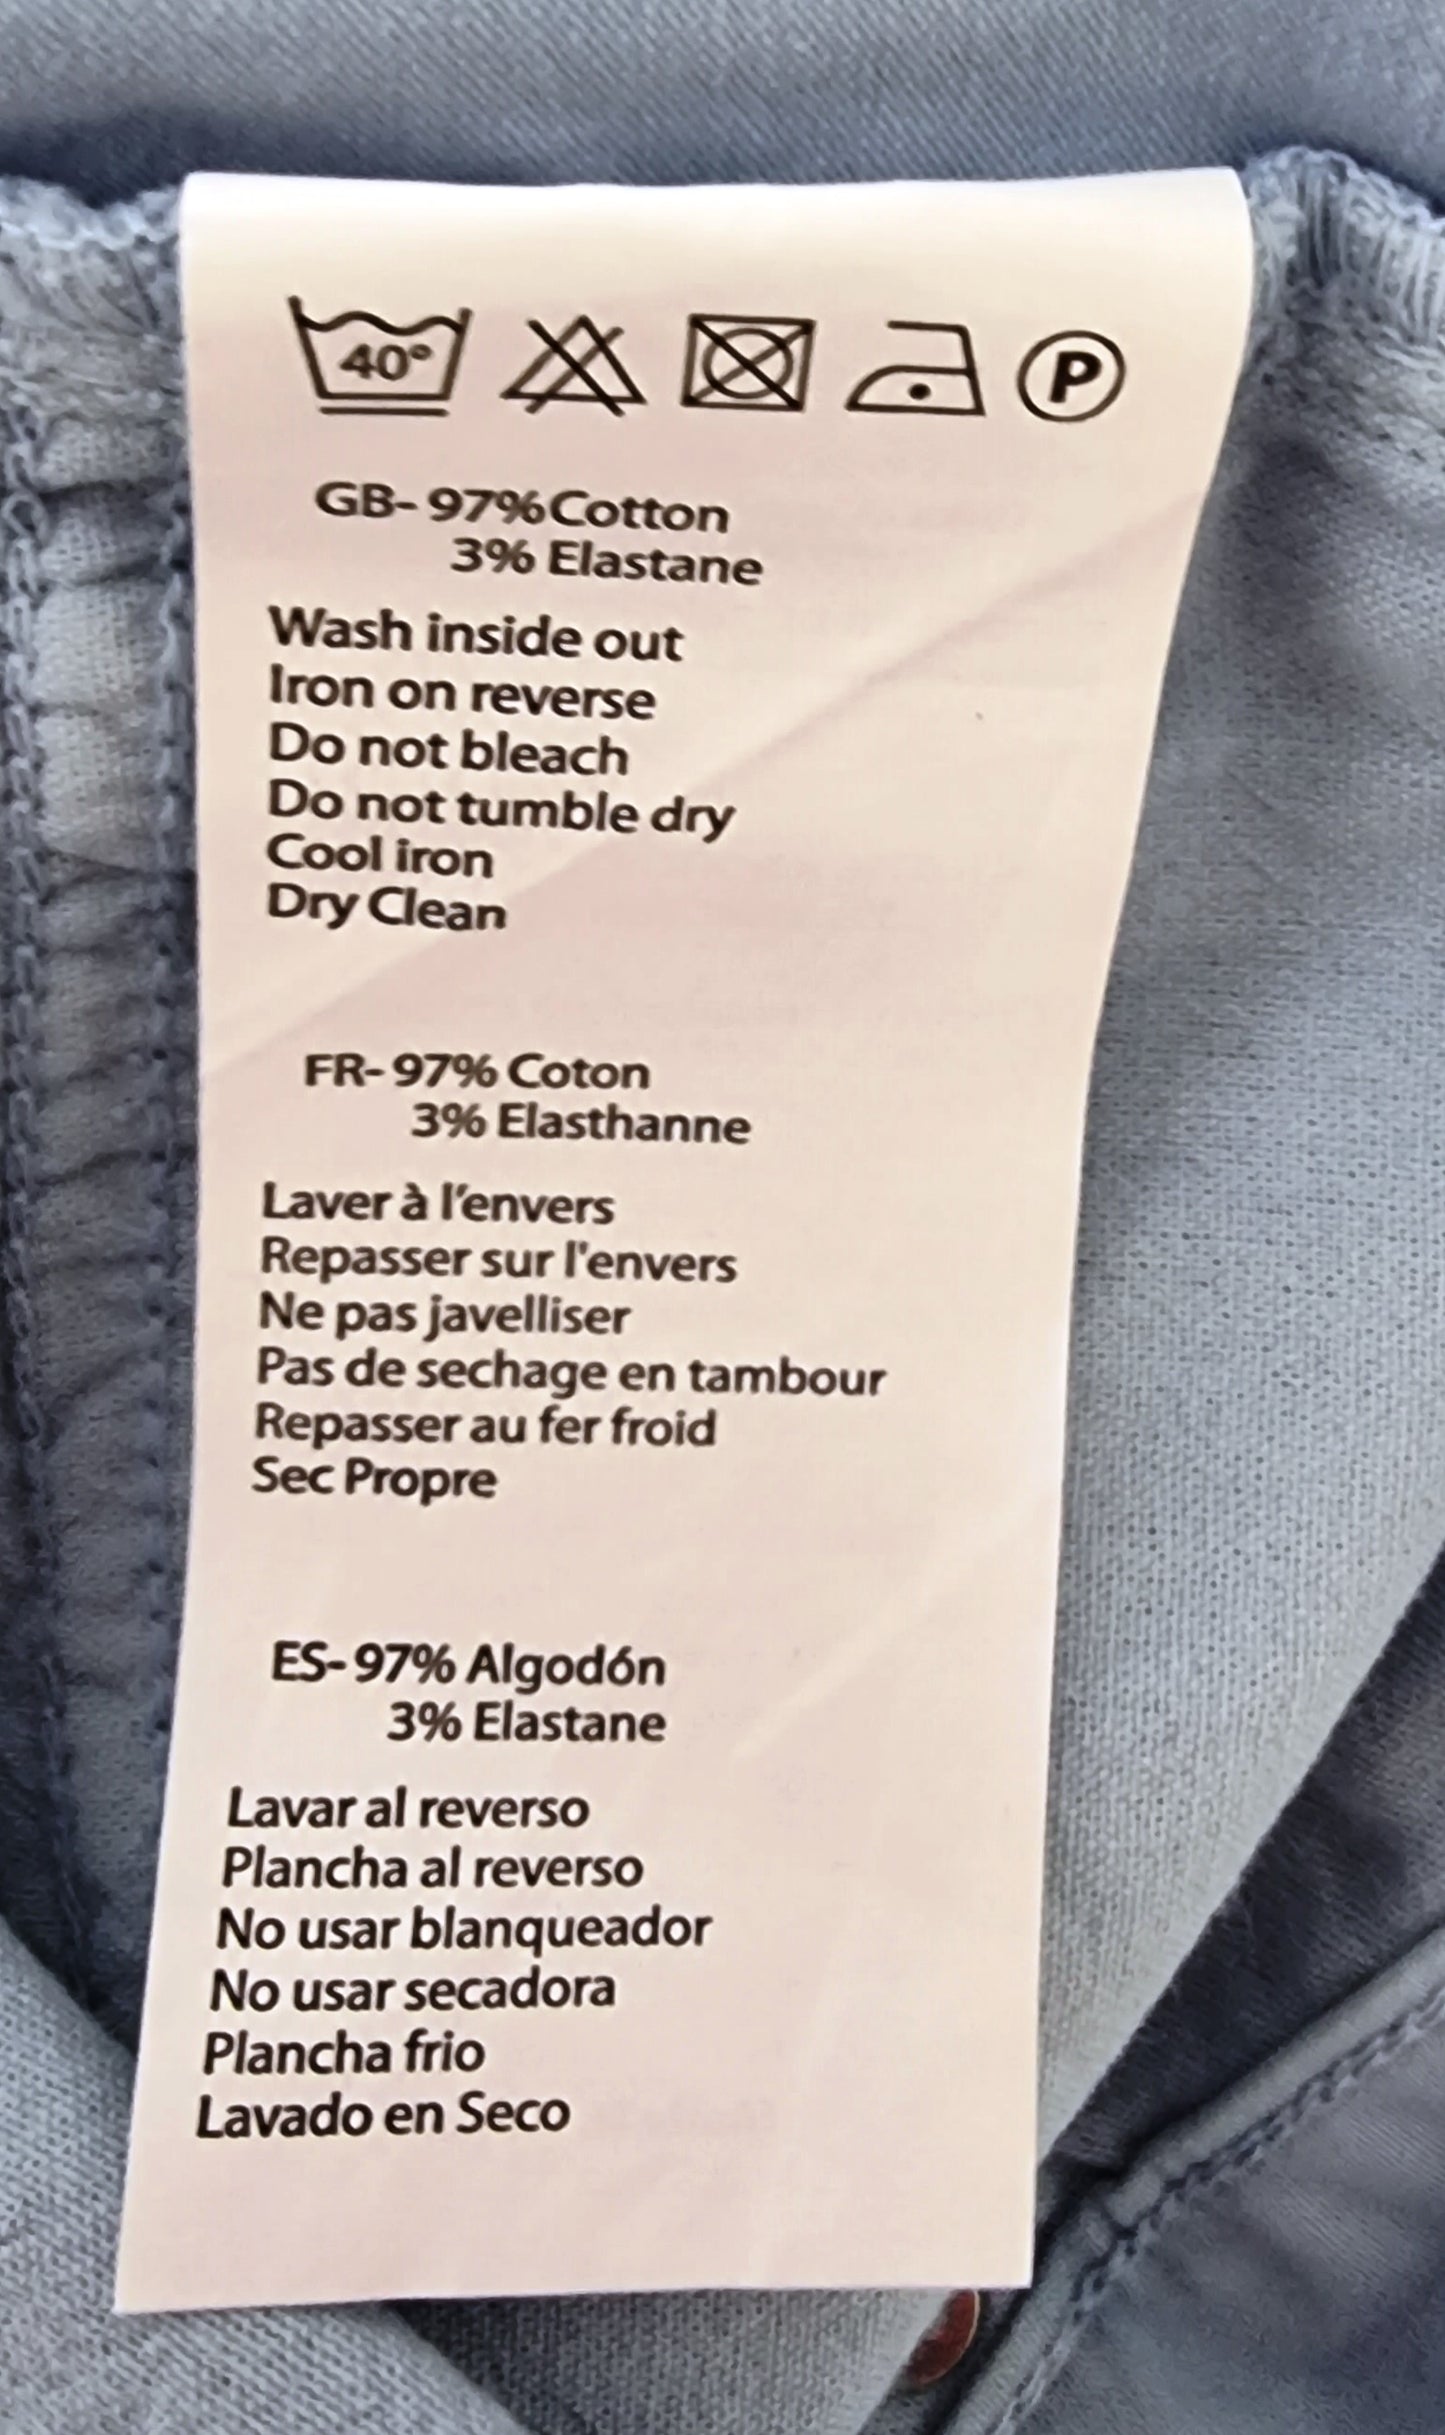 40°
P
GB- 97% Cotton
3% Elastane
Wash inside out
Iron on reverse
Do not bleach
Do not tumble dry
Cool iron
Dry Clean
FR- 97% Coton
3% Elasthanne
Laver à l'envers
Repasser sur l'envers
Ne pas javelliser
Pas de sechage en tambour
Repasser au fer froid
Sec Propre
ES- 97% Algodón
3% Elastane
Lavar al reverso
Plancha al reverso
No usar blanqueador
No usar secadora
Plancha frio
Lavado en Seco